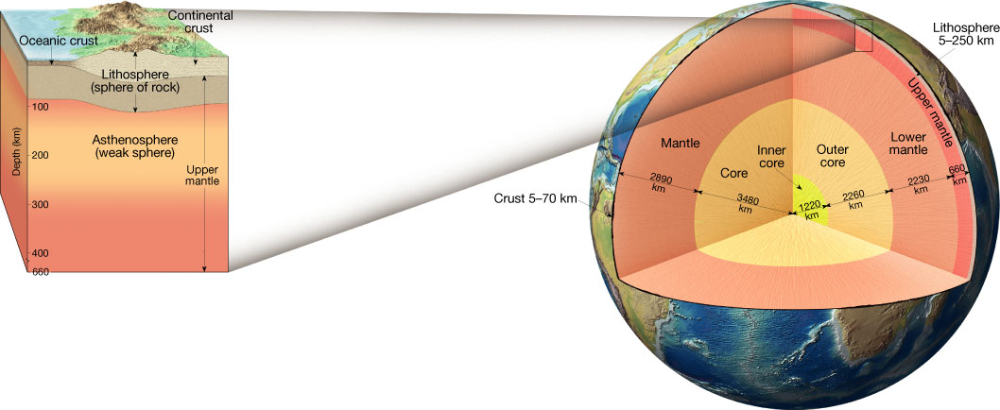 Continental
crust
Oceanic crust
Lithosphere
(sphere of rock)
100
Asthenosphere
(weak sphere)
Depth (km)
200
Upper
mantle
300
400
660
Lithosphere
5–250 km
Upper mantle
Mantle
Inner
core
Outer
core
Lower
mantle
Core
2890
km
3480
km
1220
km
2260
km
2230
km
660
km
Crust 5–70 km